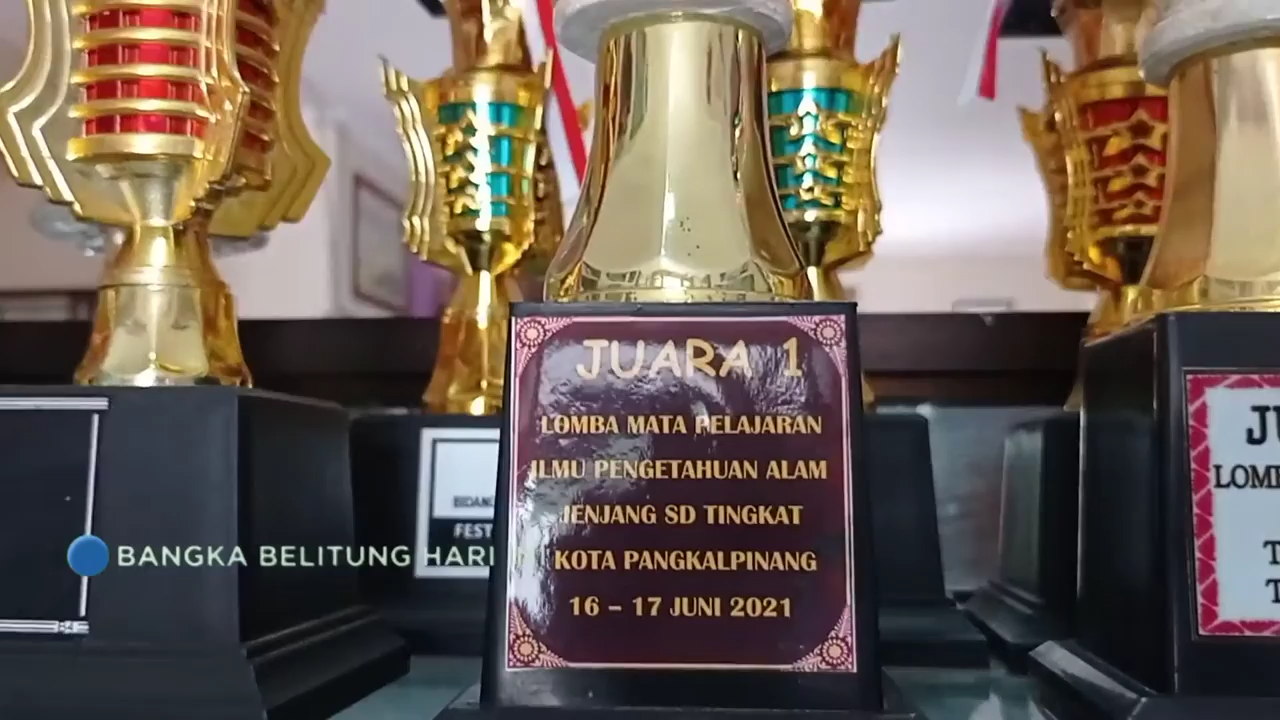 JUARA 1
LOMBA MATA PELAJARAN
ILMU PENGETAHUAN ALAM
JENJANG SD TINGKAT
KOTA PANGKALPINANG
16 – 17 JUNI 2021
BANGKA BELITUNG HARI